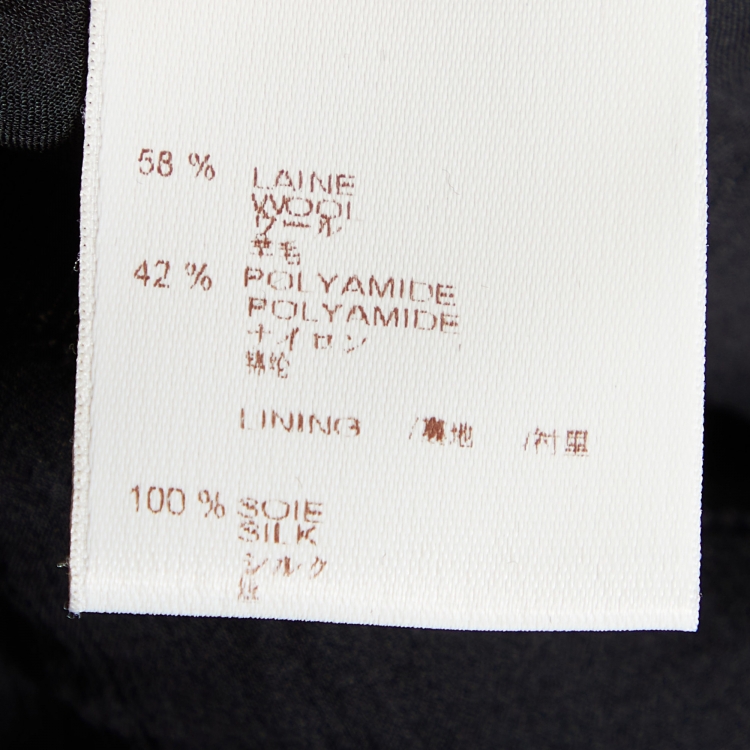 58 % LAINE
WOOL
ウール
羊毛
42 % POLYAMIDE
POLYAMIDE
ナイロン
锦纶
LINING /裏地 /衬里
100 % SOIE
SILK
シルク